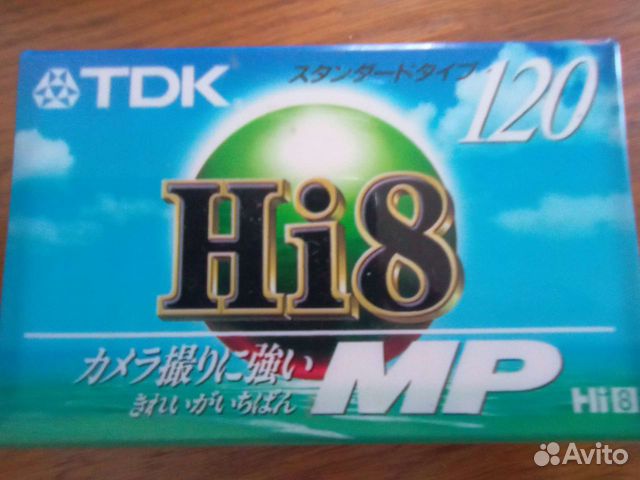 TDK
スタンダードタイプ 120
Hi8
カメラ撮りに強い
きれいがいちばん
MP
Hi8
Avito